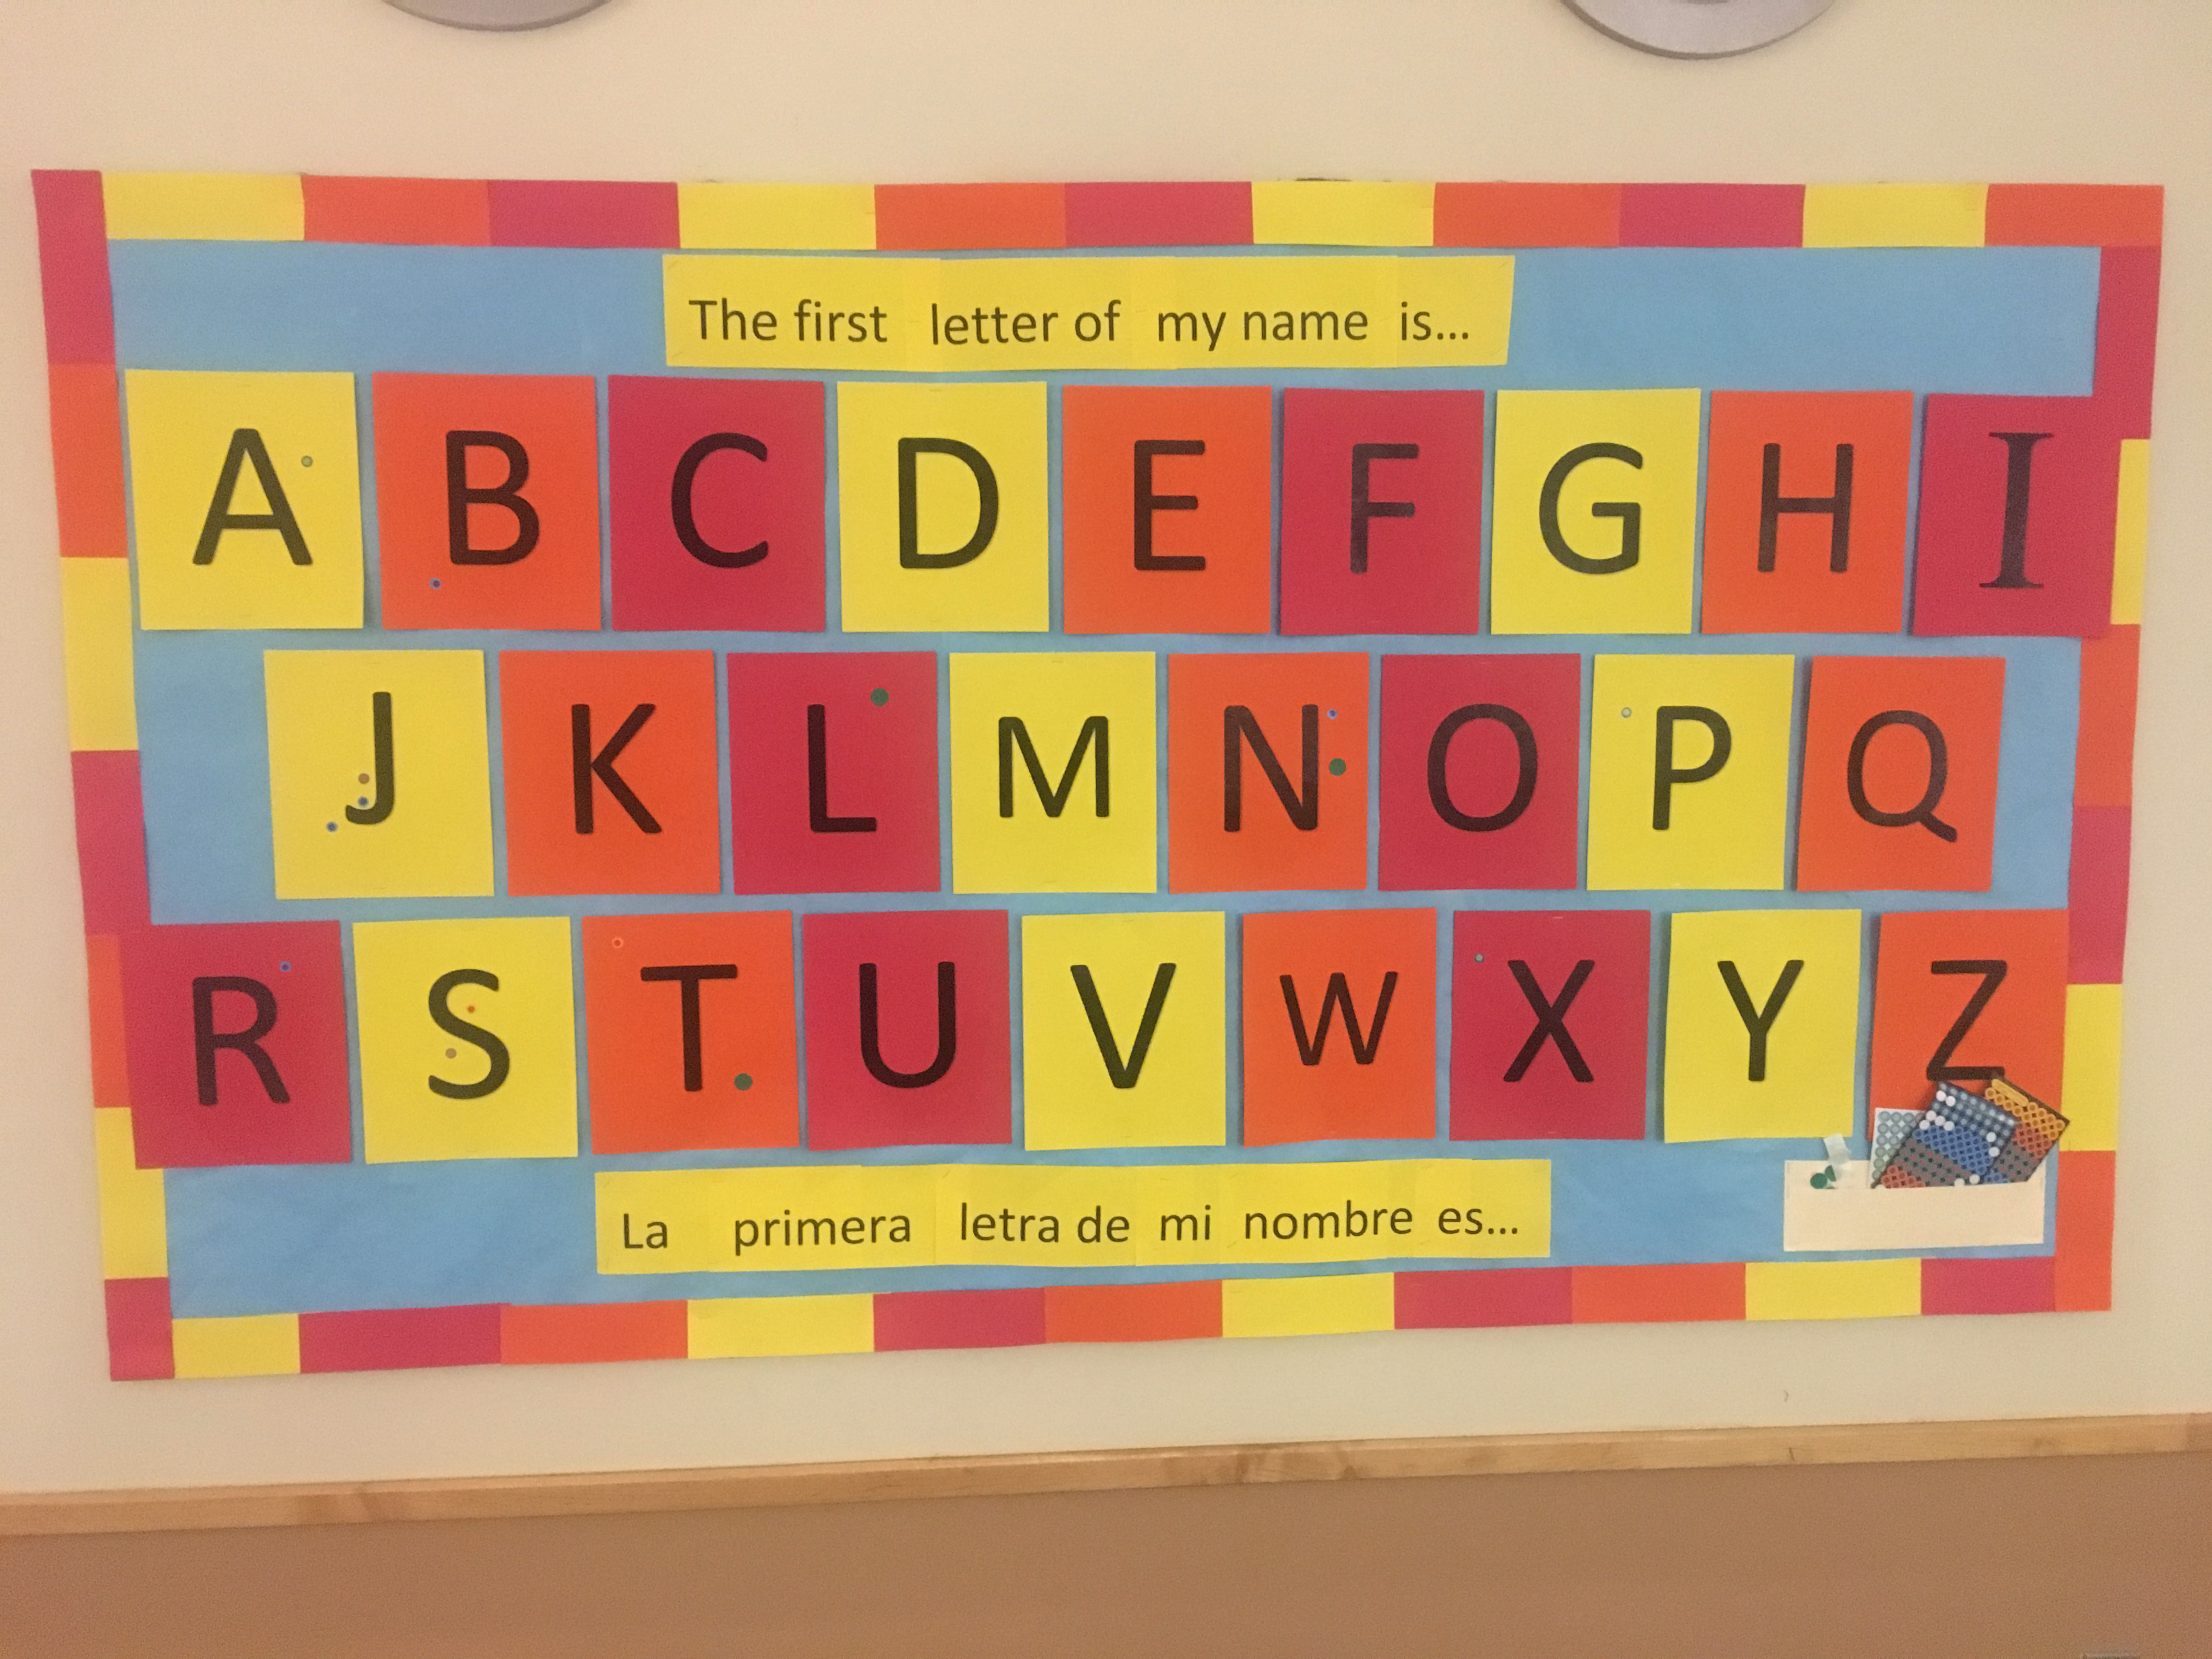 The first letter of my name is...
A B C D E F G H I
J K L M N O P Q
R S T U V W X Y Z
La primera letra de mi nombre es...